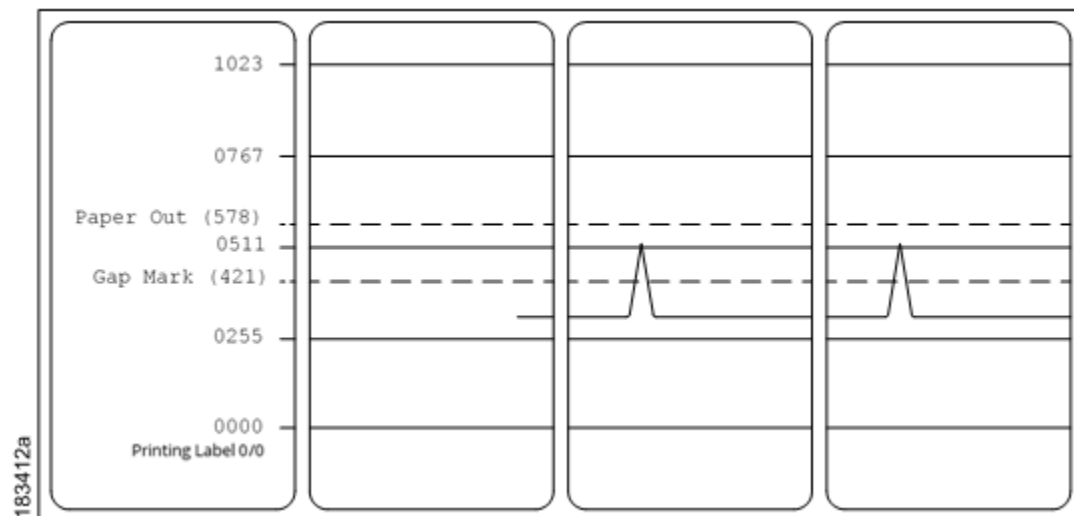 1023
0767
Paper Out (578)
0511
Gap Mark (421)
0255
0000
Printing Label 0/0
183412a